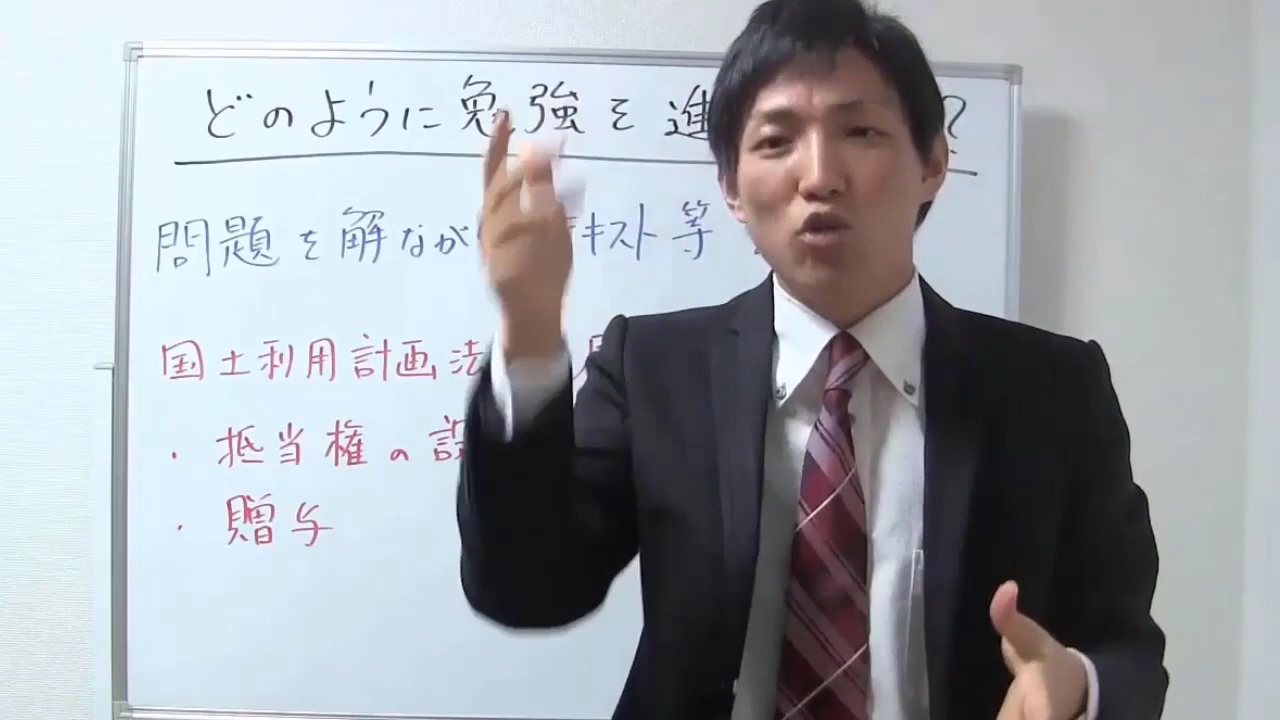 どのように勉強を進 ?
問題を解なが キスト等
国土利用計画法
・抵当権の設
・贈与